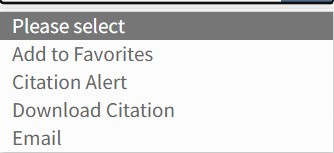 Please select
Add to Favorites
Citation Alert
Download Citation
Email